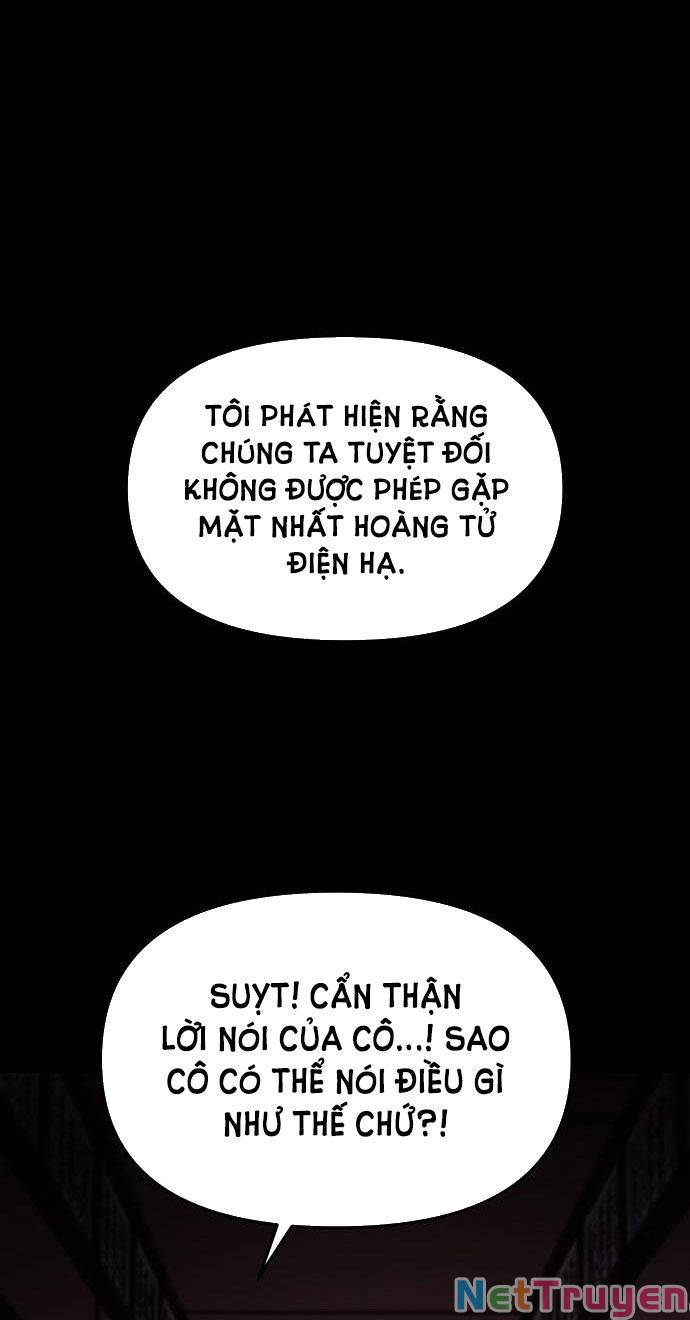 TÔI PHÁT HIỆN RẰNG
CHÚNG TA TUYỆT ĐỐI
KHÔNG ĐƯỢC PHÉP GẶP
MẶT NHẤT HOÀNG TỬ
ĐIỆN HẠ.
SUỴT! CẨN THẬN
LỜI NÓI CỦA CÔ...! SAO
CÔ CÓ THỂ NÓI ĐIỀU GÌ
NHƯ THẾ CHỨ?!
NetTruyen